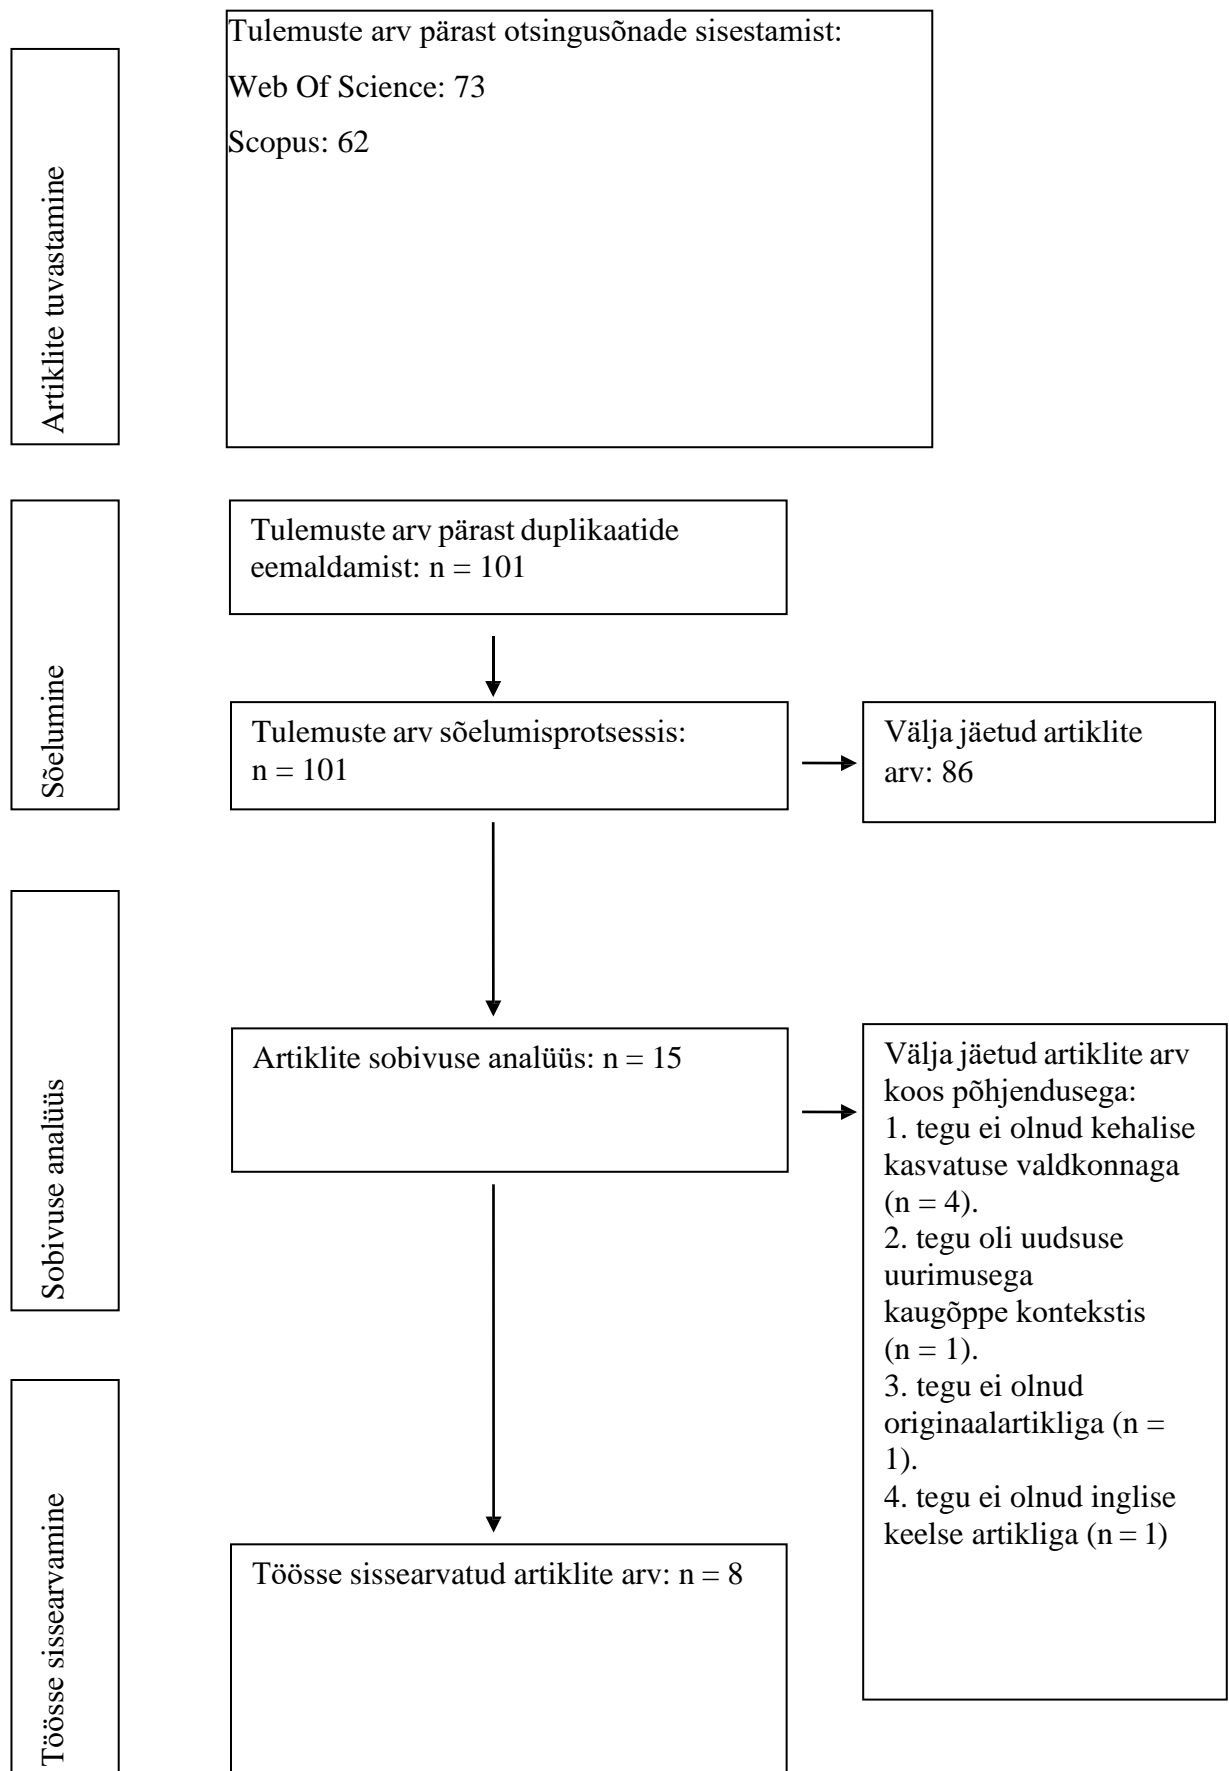 Artiklite tuvastamine
Tulemuste arv pärast otsingusõnade sisestamist:
Web Of Science: 73
Scopus: 62
Sõelumine
Tulemuste arv pärast duplikaatide
eemaldamist: n = 101
Tulemuste arv sõelumisprotsessis:
n = 101
Välja jäetud artiklite
arv: 86
Sobivuse analüüs
Artiklite sobivuse analüüs: n = 15
Välja jäetud artiklite arv
koos põhjendusega:
1. tegu ei olnud kehalise
kasvatuse valdkonnaga
(n = 4).
2. tegu oli uudsuse
uurimusega
kaugõppe kontekstis
(n = 1).
3. tegu ei olnud
originaalartikliga (n =
1).
4. tegu ei olnud inglise
keelse artikliga (n = 1)
Töösse sissearvamine
Töösse sissearvatud artiklite arv: n = 8